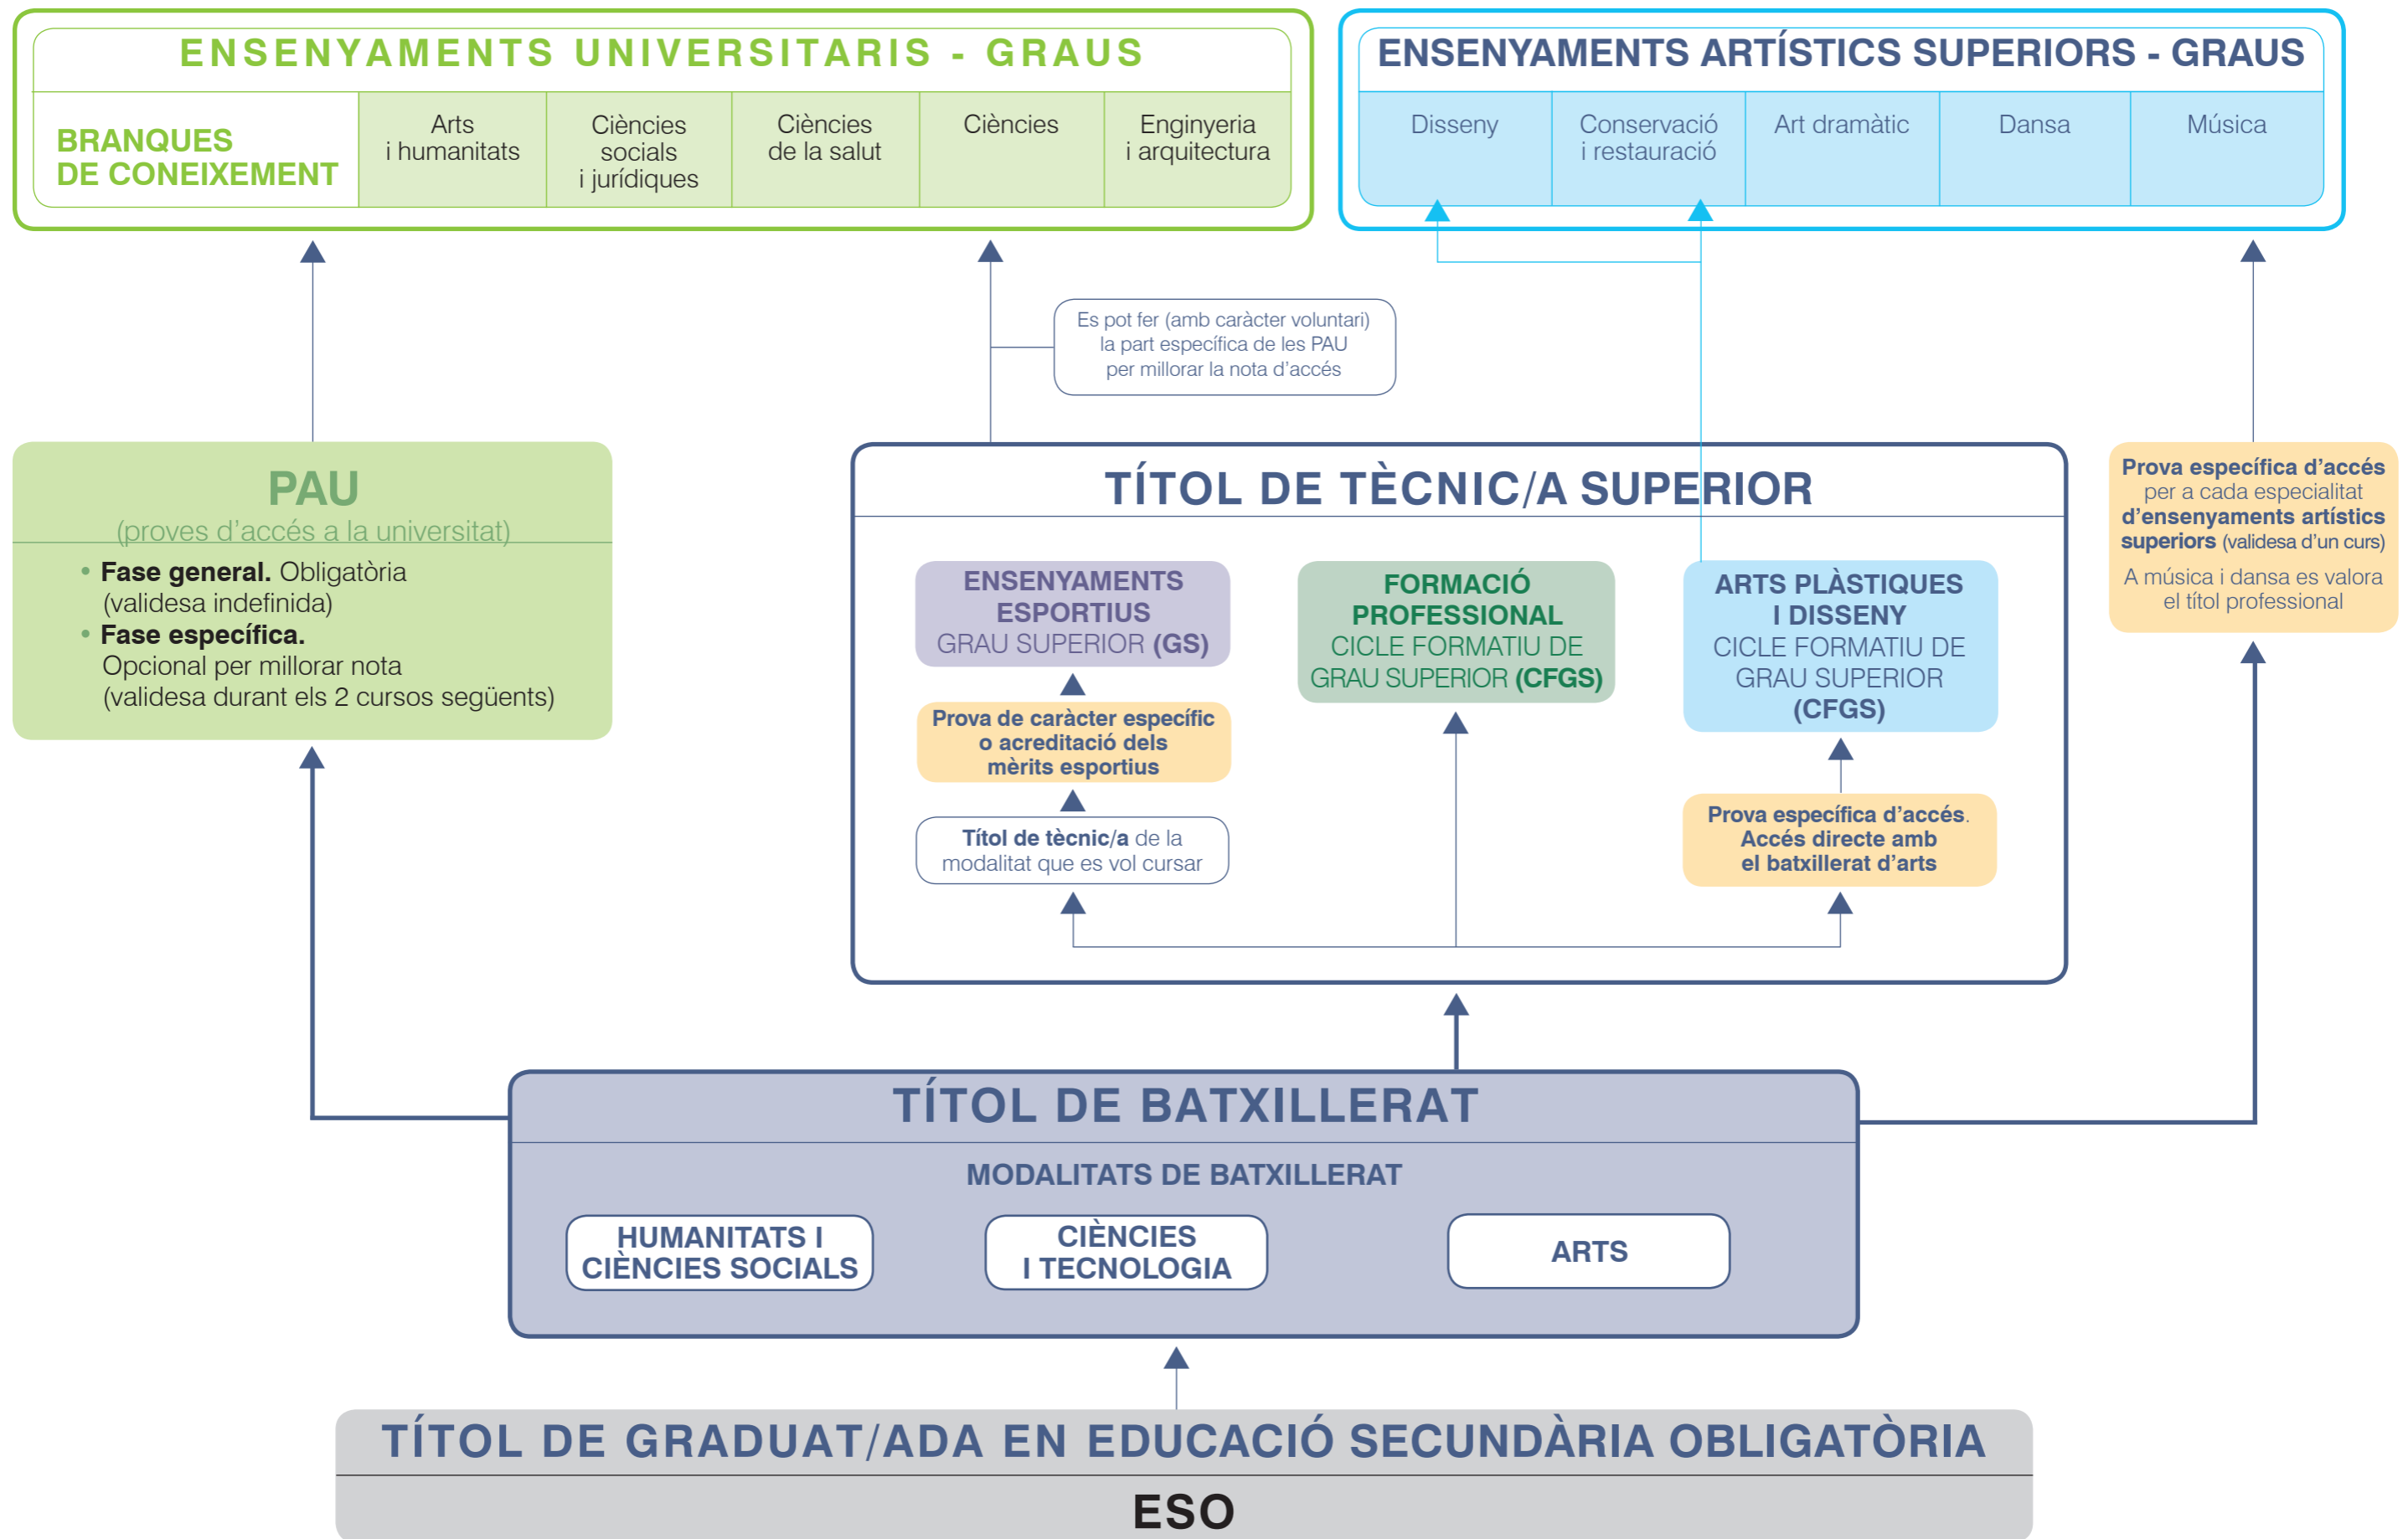 ENSENYAMENTS UNIVERSITARIS - GRAUS
BRANQUES
DE CONEIXEMENT
Arts
i humanitats
Ciències
socials
i jurídiques
Ciències
de la salut
Ciències
Enginyeria
i arquitectura
ENSENYAMENTS ARTÍSTICS SUPERIORS - GRAUS
Disseny
Conservació
i restauració
Art dramàtic
Dansa
Música
Es pot fer (amb caràcter voluntari)
la part específica de les PAU
per millorar la nota d’accés
PAU
(proves d’accés a la universitat)
• Fase general. Obligatòria
(validesa indefinida)
• Fase específica.
Opcional per millorar nota
(validesa durant els 2 cursos següents)
TÍTOL DE TÈCNIC/A SUPERIOR
ENSENYAMENTS
ESPORTIUS
GRAU SUPERIOR (GS)
Prova de caràcter específic
o acreditació dels
mèrits esportius
Títol de tècnic/a de la
modalitat que es vol cursar
FORMACIÓ
PROFESSIONAL
CICLE FORMATIU DE
GRAU SUPERIOR (CFGS)
ARTS PLÀSTIQUES
I DISSENY
CICLE FORMATIU DE
GRAU SUPERIOR
(CFGS)
Prova específica d’accés.
Accés directe amb
el batxillerat d’arts
Prova específica d’accés
per a cada especialitat
d’ensenyaments artístics
superiors (validesa d’un curs)
A música i dansa es valora
el títol professional
TÍTOL DE BATXILLERAT
MODALITATS DE BATXILLERAT
HUMANITATS I
CIÈNCIES SOCIALS
CIÈNCIES
I TECNOLOGIA
ARTS
TÍTOL DE GRADUAT/ADA EN EDUCACIÓ SECUNDÀRIA OBLIGATÒRIA
ESO